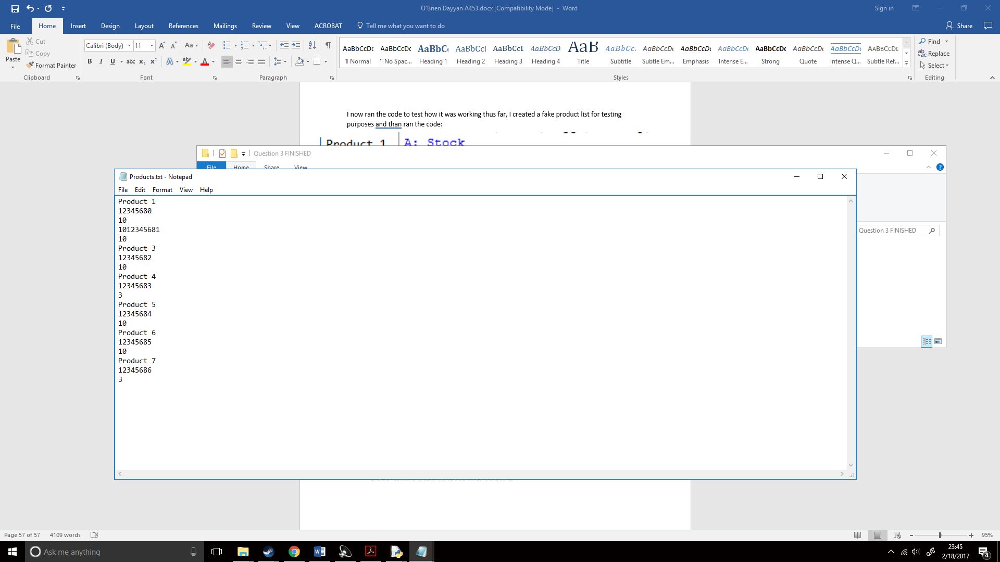 O'Brien Dayyan A453.docx [Compatibility Mode] - Word
Sign in
File Home Insert Design Layout References Mailings Review View ACROBAT Tell me what you want to do
Share
Paste
Cut
Copy
Format Painter
Clipboard
Calibri (Body) 11
Font
Paragraph
AaBbCcDc AaBbCcDc AaBbC AaBbCcI AaBbCcI AaBbCcD AaB AaBbCc. AaBbCcDc AaBbCcDc AaBbCcDc AaBbCcDc AaBbCcDc AaBbCcDc AABBCCDE
¶ Normal ¶ No Spac... Heading 1 Heading 2 Heading 3 Heading 4 Title Subtitle Subtle Em... Emphasis Intense E... Strong Quote Intense Q... Subtle Ref...
Styles
Find
Replace
Select
Editing
I now ran the code to test how it was working thus far, I created a fake product list for testing
purposes and than ran the code:
Product 1 A: Stock
Question 3 FINISHED
File Home Share View
Question 3 FINISHED
Products.txt - Notepad
File Edit Format View Help
Product 1
12345680
10
1012345681
10
Product 3
12345682
10
Product 4
12345683
3
Product 5
12345684
10
Product 6
12345685
10
Product 7
12345686
3
Page 57 of 57 4109 words
95%
Ask me anything
23:45
2/18/2017
4